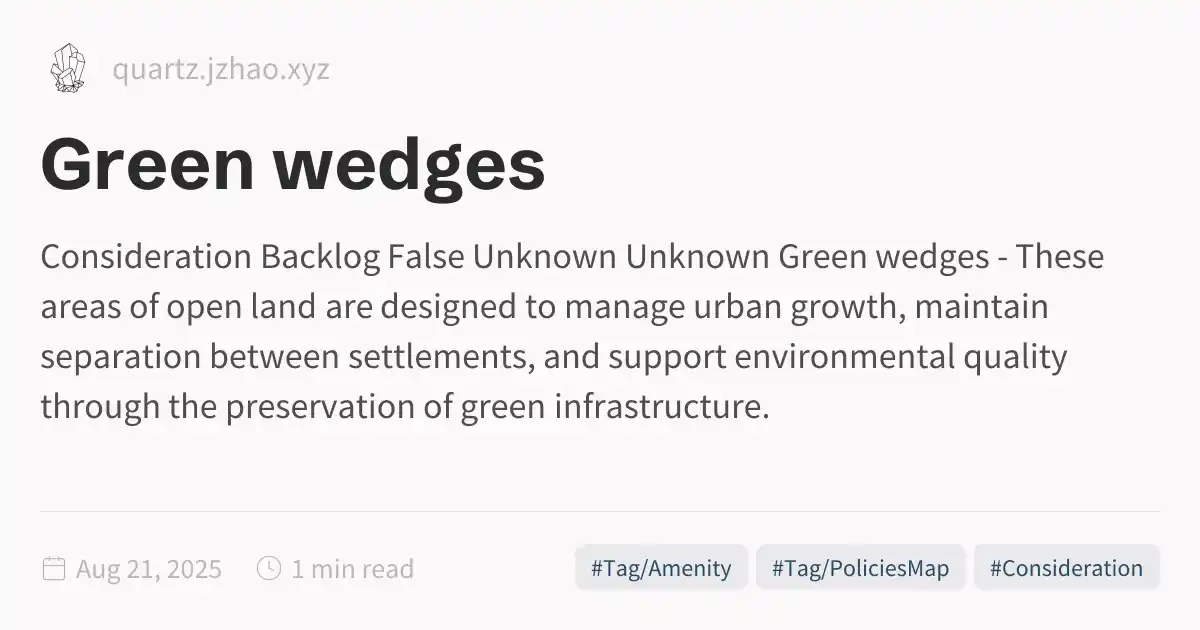 quartz.jzhao.xyz
Green wedges
Consideration Backlog False Unknown Unknown Green wedges - These
areas of open land are designed to manage urban growth, maintain
separation between settlements, and support environmental quality
through the preservation of green infrastructure.
Aug 21, 2025 1 min read #Tag/Amenity #Tag/PoliciesMap #Consideration